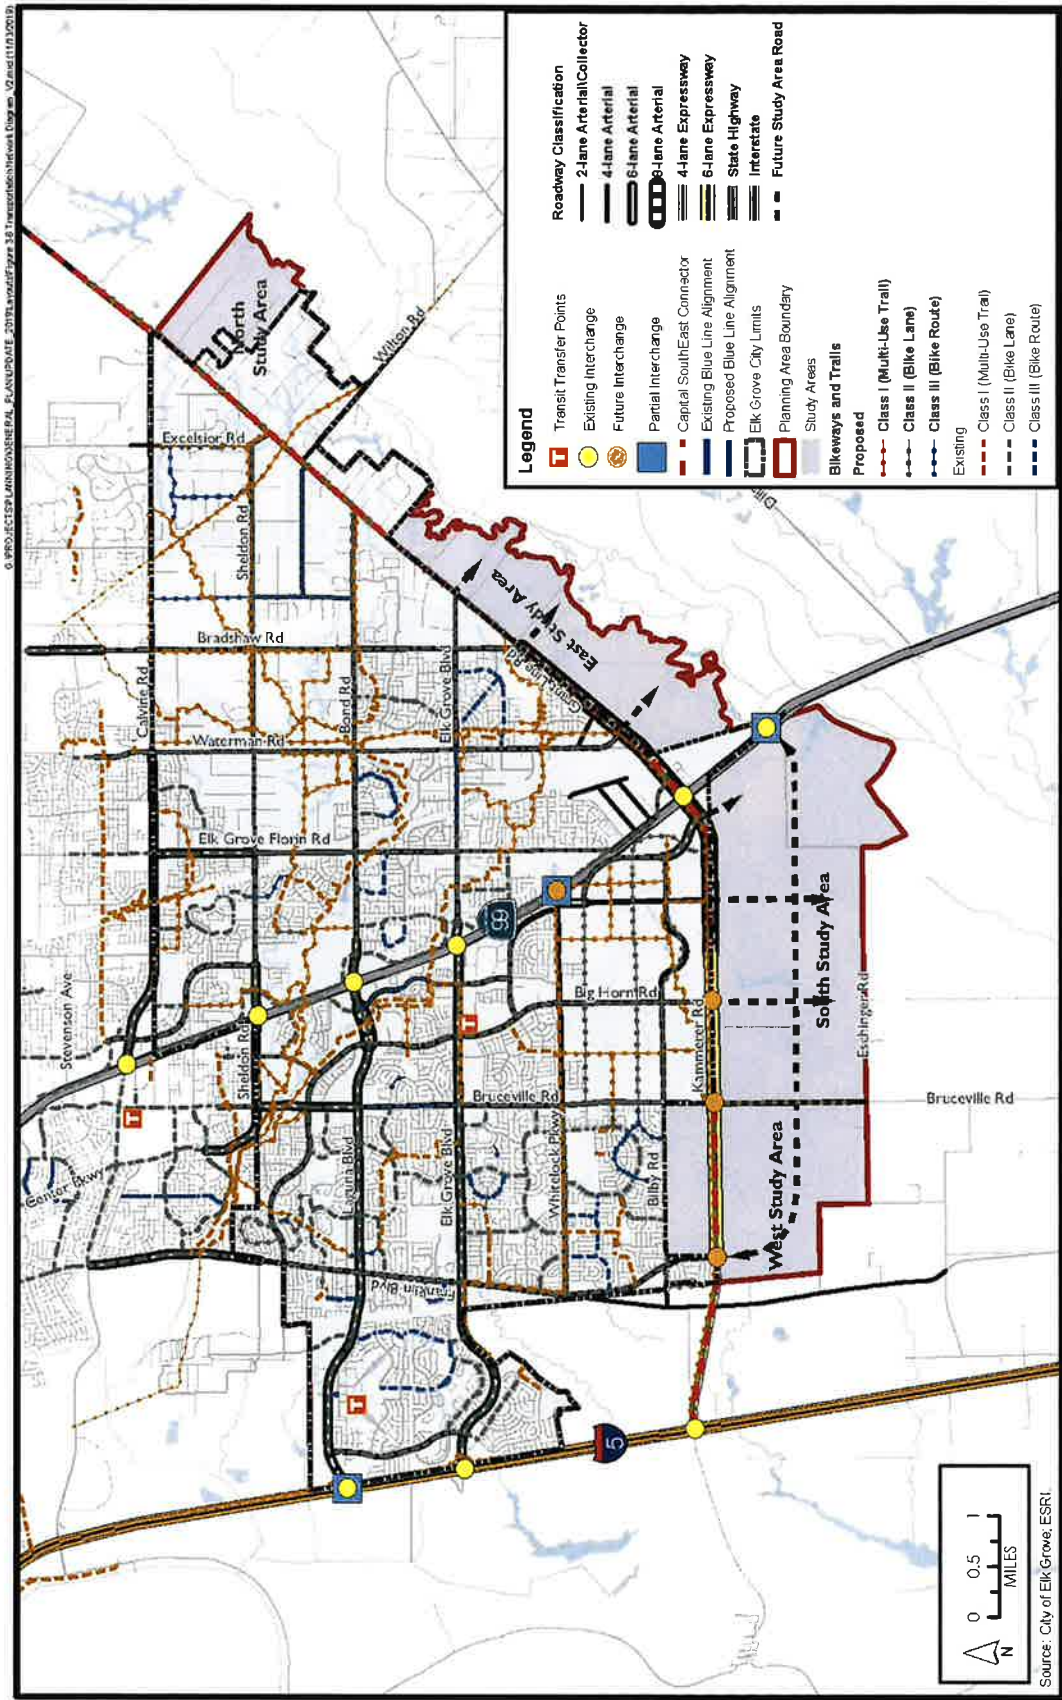 Legend
Transit Transfer Points
Existing Interchange
Future Interchange
Partial Interchange
Capital SouthEast Connector
Existing Blue Line Alignment
Proposed Blue Line Alignment
Elk Grove City Limits
Planning Area Boundary
Study Areas
Bikeways and Trails
Proposed
Class I (Multi-Use Trail)
Class II (Bike Lane)
Class III (Bike Route)
Existing
Class I (Multi-Use Trail)
Class II (Bike Lane)
Class III (Bike Route)
Roadway Classification
2-lane Arterial\Collector
4-lane Arterial
6-lane Arterial
8-lane Arterial
4-lane Expressway
6-lane Expressway
State Highway
Interstate
Future Study Area Road
North
Study Area
Wilton Rd
Excelsior Rd
Sheldon Rd
Bradshaw Rd
Calvine Rd
Bond Rd
Elk Grove Blvd
Grant Line Rd
East Study Area
Waterman Rd
Elk Grove Florin Rd
99
Stevenson Ave
Sheldon Rd
Big Horn Rd
Kammerer Rd
South Study Area
Eschinger Rd
Bruceville Rd
Bruceville Rd
Center Pkwy
Laguna Blvd
Elk Grove Blvd
Whitelock Pkwy
Bilby Rd
West Study Area
Franklin Blvd
T
T
T
5
N
0 0.5 1
MILES
Source: City of Elk Grove; ESRI.